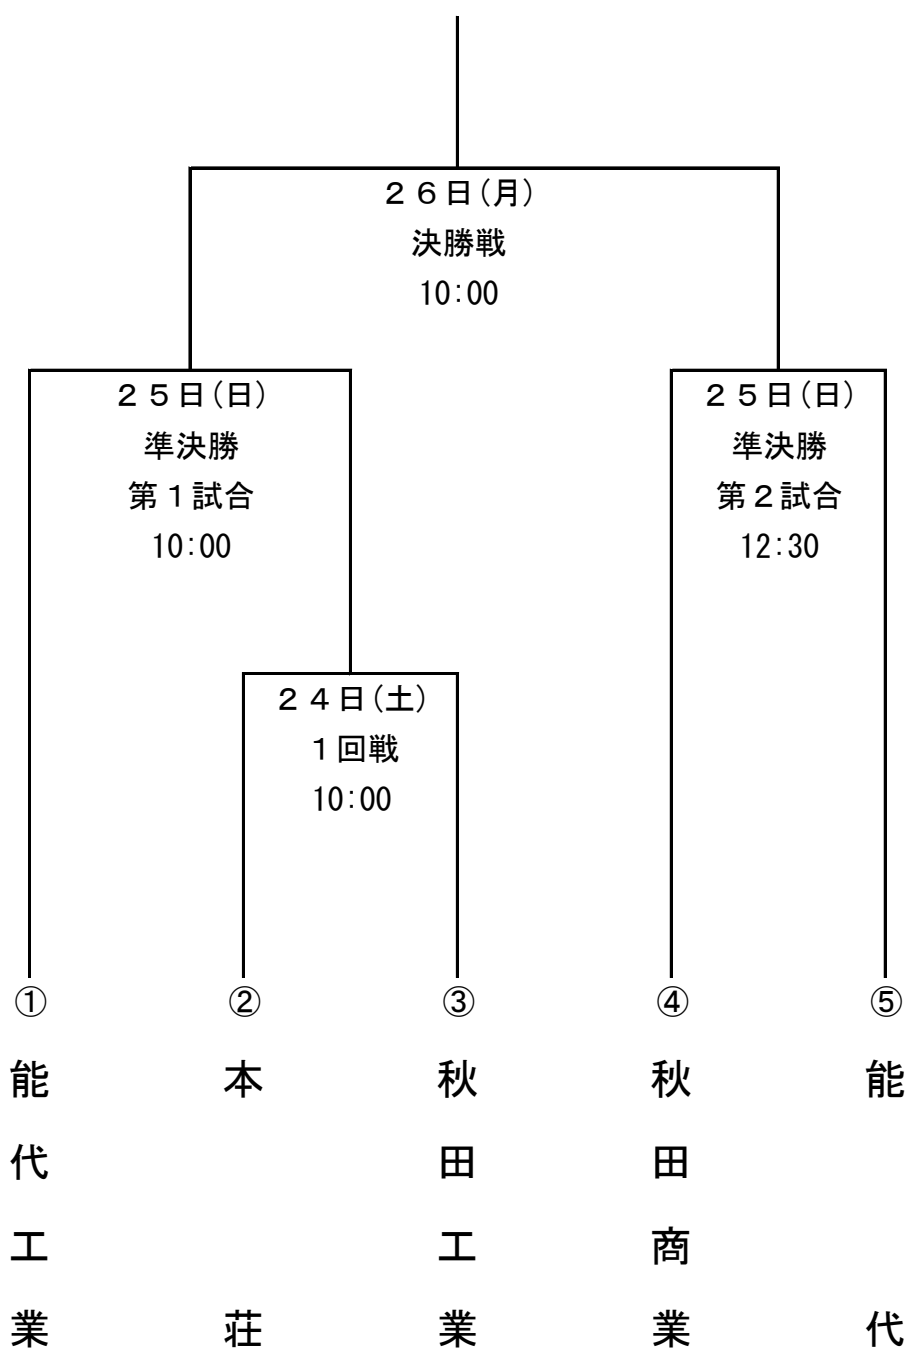 ２６日(月)
決勝戦
10:00
２５日(日)
準決勝
第１試合
10:00
２５日(日)
準決勝
第２試合
12:30
２４日(土)
１回戦
10:00
①
②
③
④
⑤
能代工業
本荘
秋田工業
秋田商業
能代